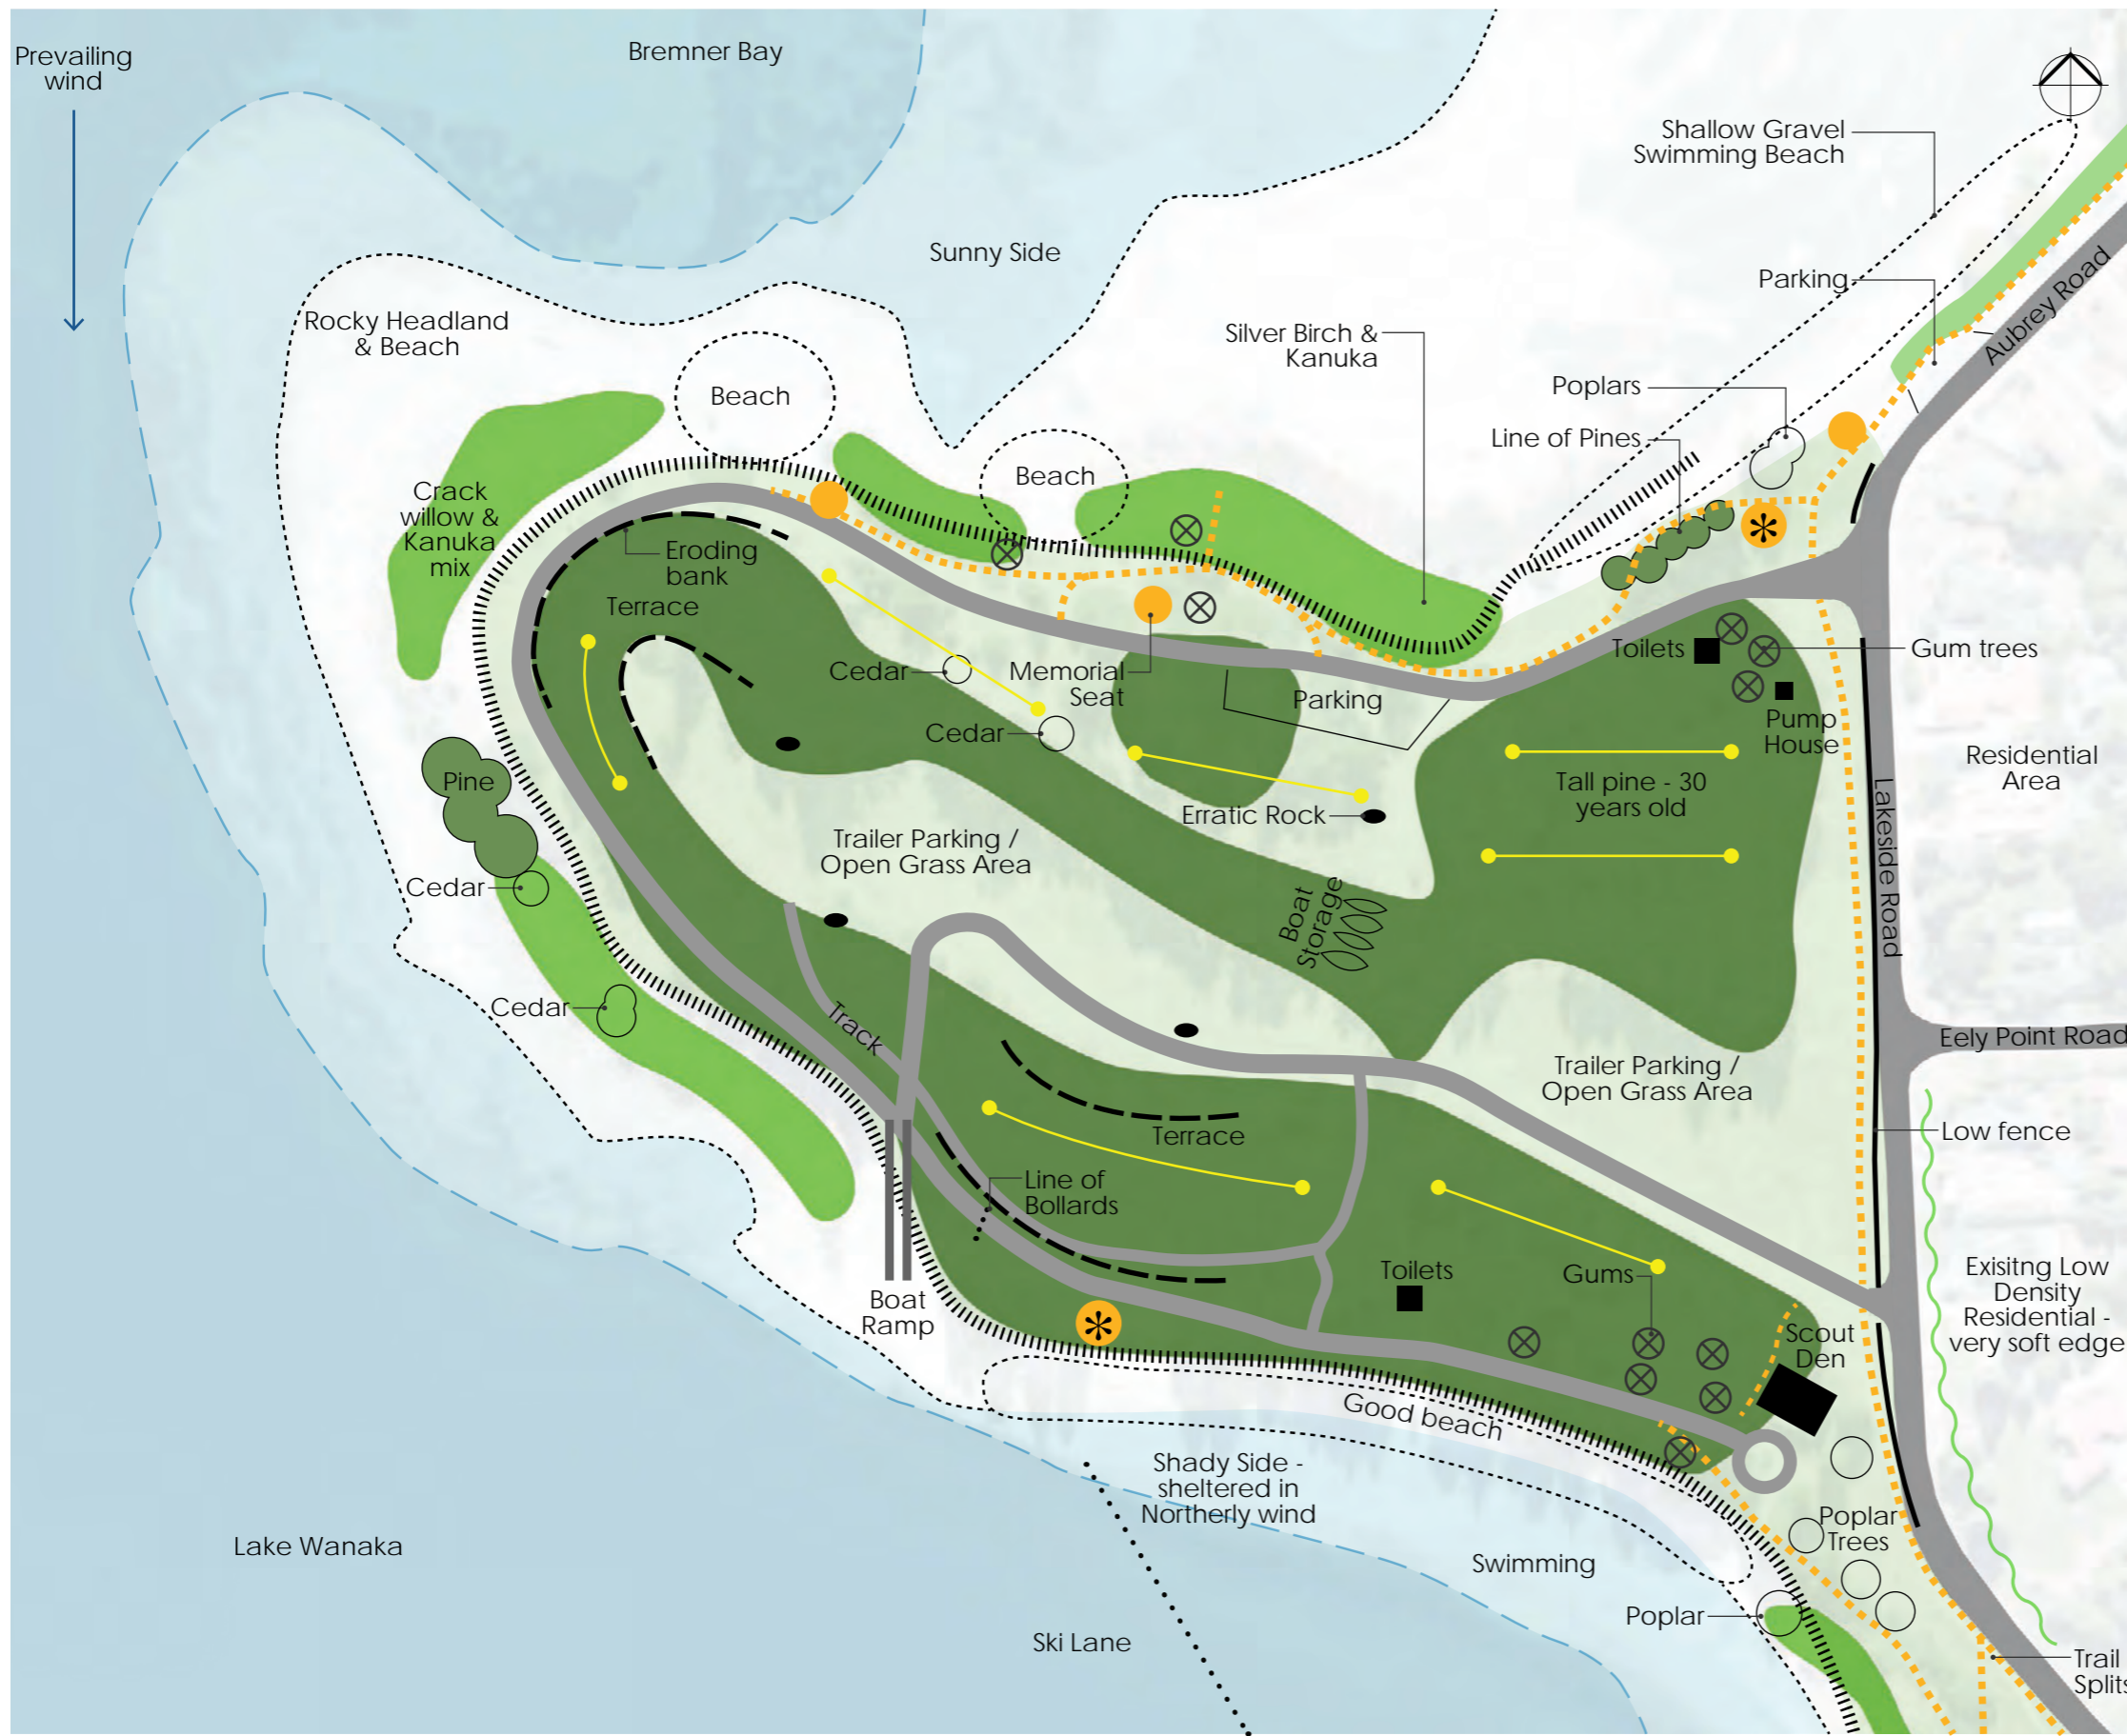 Prevailing
wind
Bremner Bay
Shallow Gravel
Swimming Beach
Sunny Side
Parking
Aubrey Road
Rocky Headland
& Beach
Silver Birch &
Kanuka
Beach
Poplars
Line of Pines
Beach
Crack
willow &
Kanuka
mix
Eroding
bank
Terrace
Cedar
Memorial
Seat
Parking
Toilets
Gum trees
Cedar
Pump
House
Residential
Area
Pine
Tall pine - 30
years old
Lakeside Road
Erratic Rock
Trailer Parking /
Open Grass Area
Cedar
Boat
Storage
Cedar
Track
Eely Point Road
Trailer Parking /
Open Grass Area
Terrace
Low fence
Line of
Bollards
Toilets
Gums
Exisitng Low
Density
Residential -
very soft edge
Boat
Ramp
Scout
Den
Good beach
Shady Side -
sheltered in
Northerly wind
Lake Wanaka
Swimming
Poplar
Trees
Poplar
Ski Lane
Trail
Splits